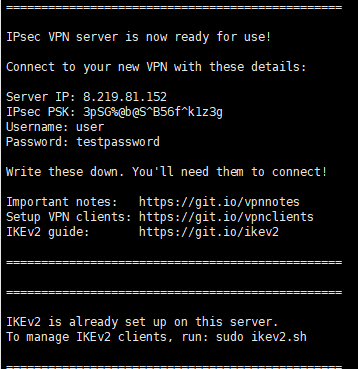 ================================================
IPsec VPN server is now ready for use!
Connect to your new VPN with these details:
Server IP: 8.219.81.152
IPsec PSK: 3pSG%@b@S^B56f^k1z3g
Username: user
Password: testpassword
Write these down. You'll need them to connect!
Important notes:   https://git.io/vpnnotes
Setup VPN clients: https://git.io/vpnclients
IKEv2 guide:       https://git.io/ikev2
================================================
================================================
IKEv2 is already set up on this server.
To manage IKEv2 clients, run: sudo ikev2.sh
================================================